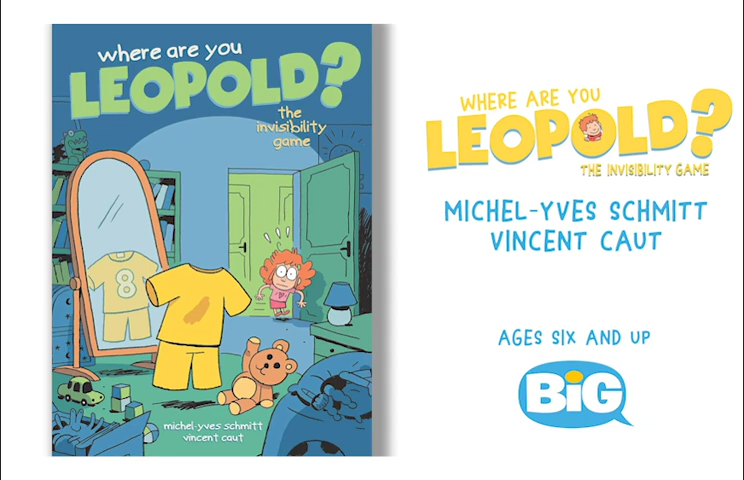 where are you
LEOPOLD?
the
invisibility
game
8
michel-yves schmitt
vincent caut
WHERE ARE YOU
LEOPOLD?
THE INVISIBILITY GAME
MICHEL-YVES SCHMITT
VINCENT CAUT
AGES SIX AND UP
BiG